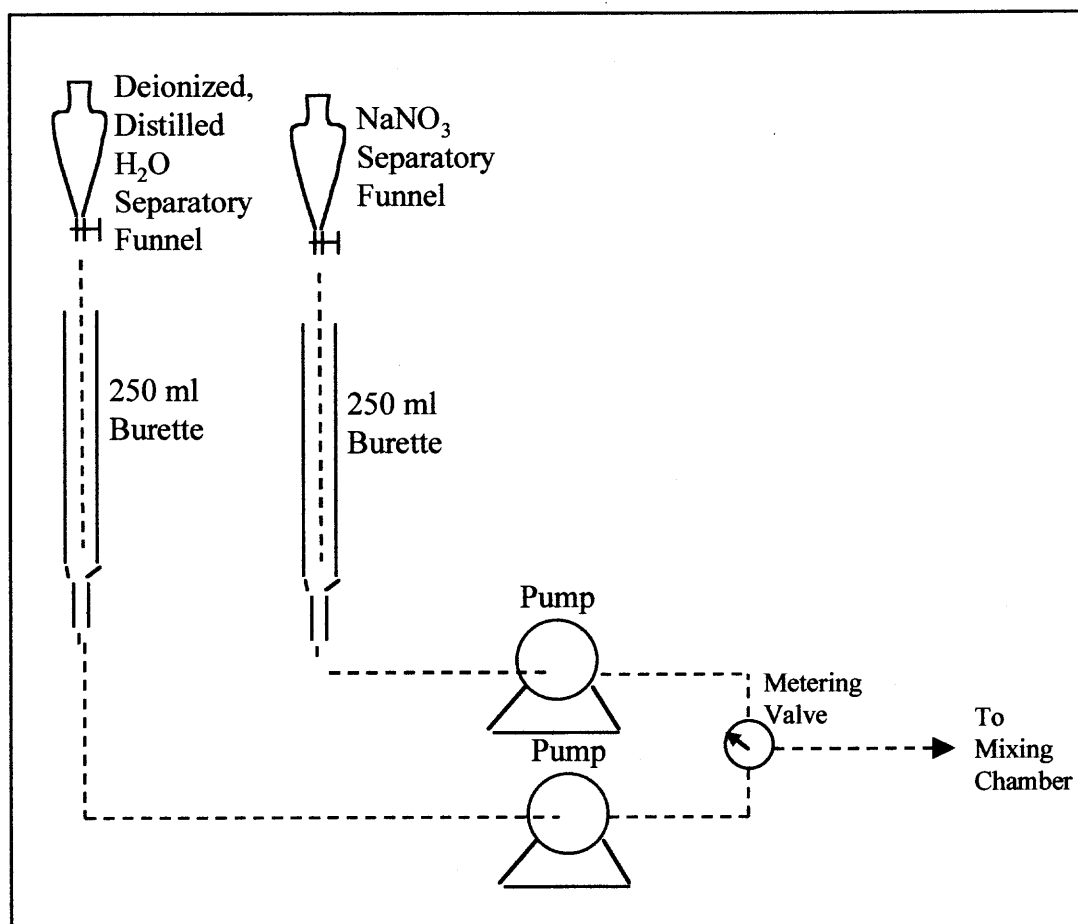 Deionized,
Distilled
H₂O
Separatory
Funnel
NaNO₃
Separatory
Funnel
250 ml
Burette
250 ml
Burette
Pump
Pump
Metering
Valve
To
Mixing
Chamber